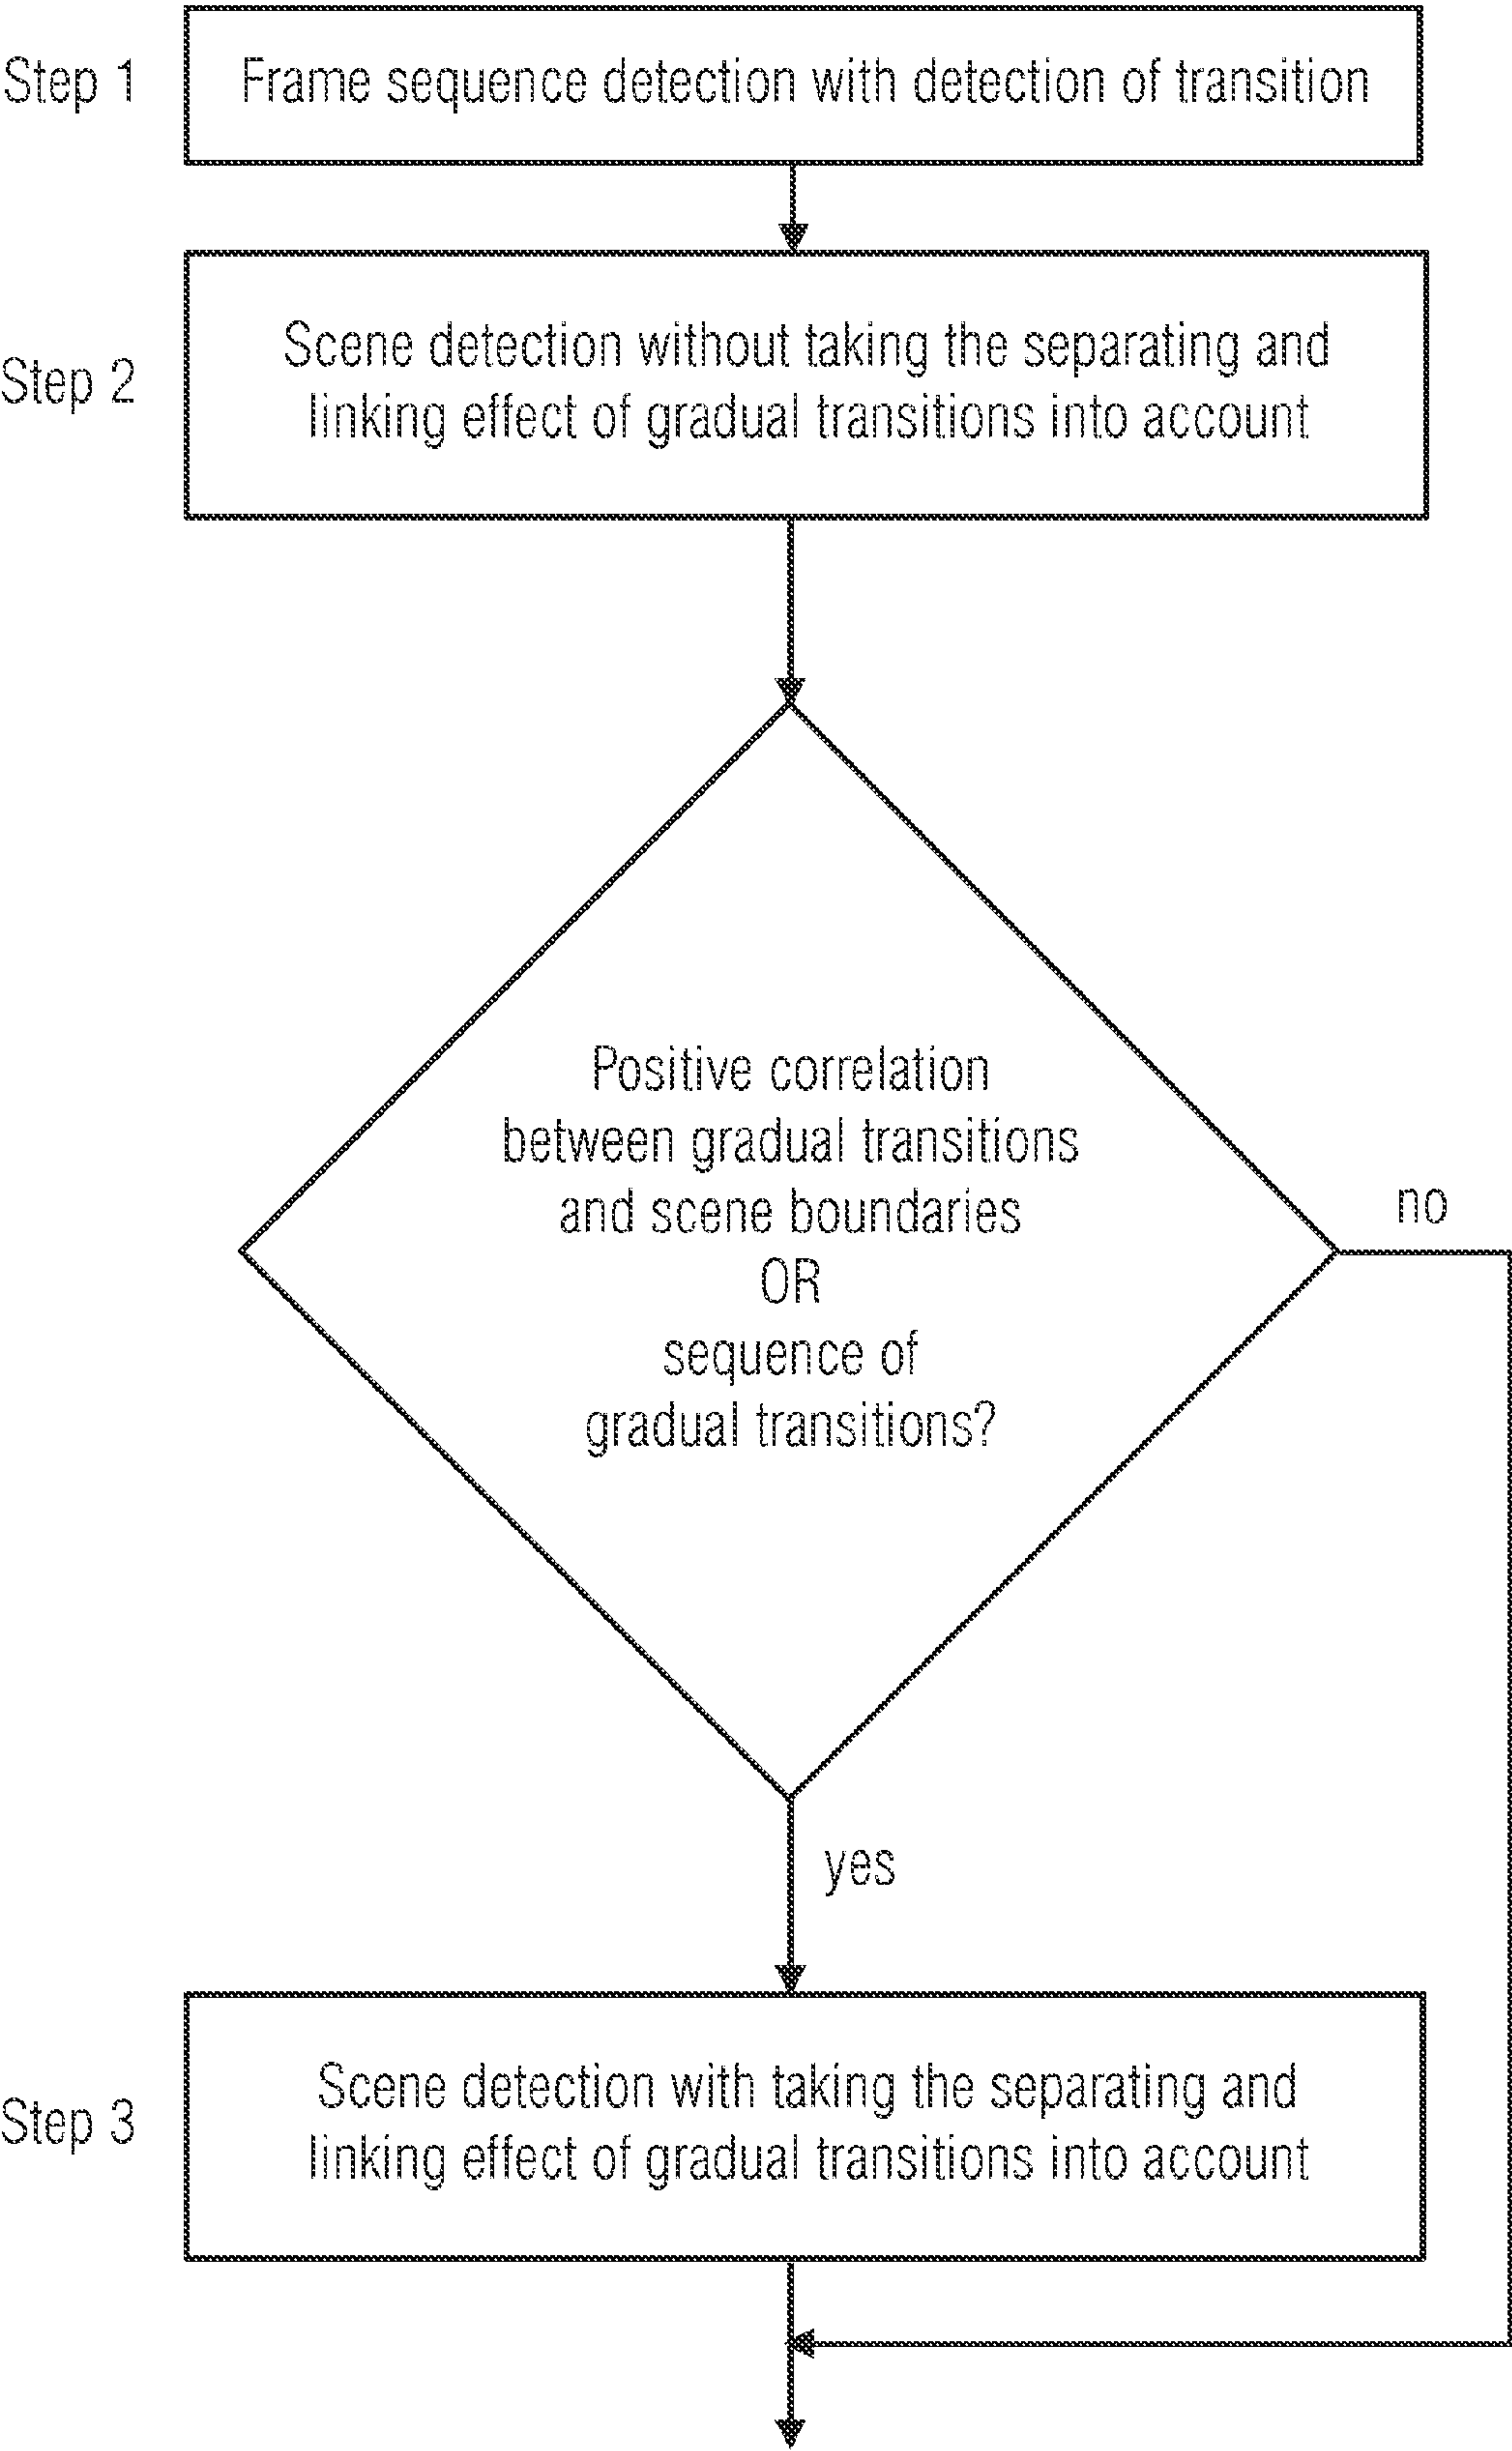 Step 1
Frame sequence detection with detection of transition
Step 2
Scene detection without taking the separating and
linking effect of gradual transitions into account
Positive correlation
between gradual transitions
and scene boundaries
OR
sequence of
gradual transitions?
no
yes
Step 3
Scene detection with taking the separating and
linking effect of gradual transitions into account